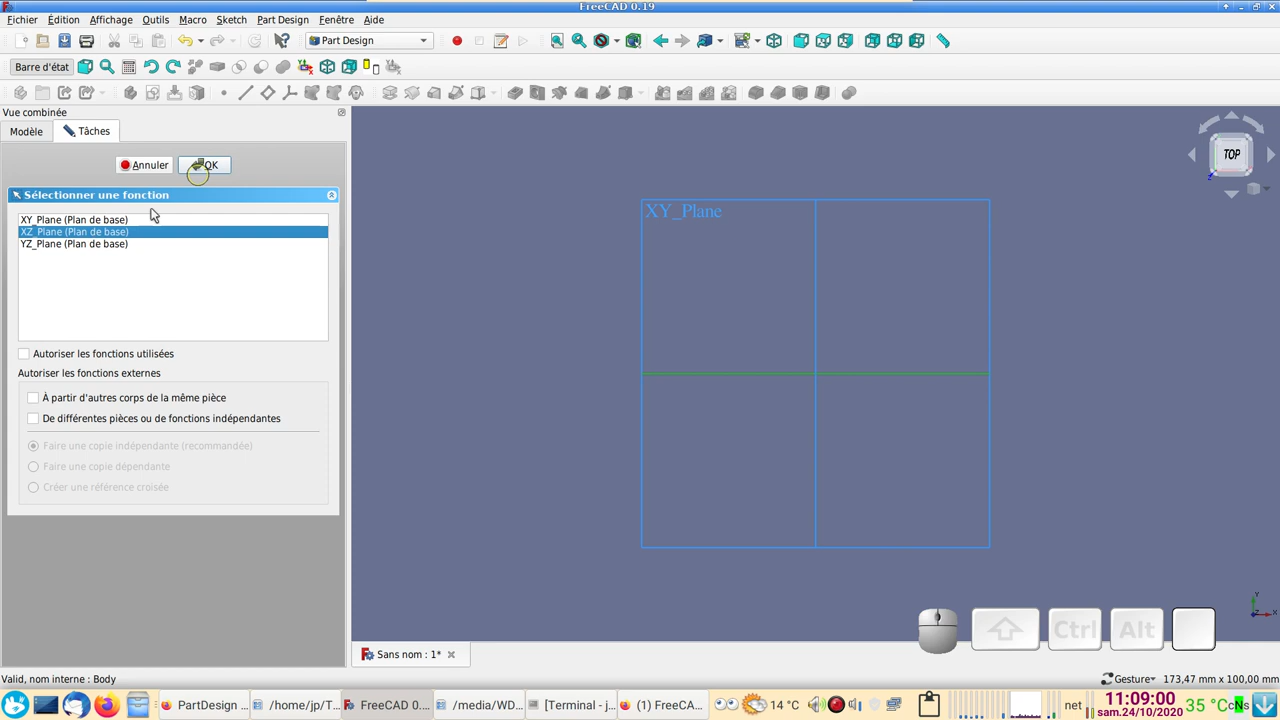 FreeCAD 0.19
Fichier Édition Affichage Outils Macro Sketch Part Design Fenêtre Aide
Part Design
Barre d'état
Vue combinée
Modèle Tâches
Annuler OK
Sélectionner une fonction
XY_Plane (Plan de base)
XZ_Plane (Plan de base)
YZ_Plane (Plan de base)
Autoriser les fonctions utilisées
Autoriser les fonctions externes
À partir d'autres corps de la même pièce
De différentes pièces ou de fonctions indépendantes
Faire une copie indépendante (recommandée)
Faire une copie dépendante
Créer une référence croisée
XY_Plane
TOP
Z
Y
X
Ctrl Alt
Sans nom : 1*
Valid, nom interne : Body
Gesture 173,47 mm x 100,00 mm
PartDesign ... /home/jp/T... FreeCAD 0.... /media/WD... [Terminal - j... (1) FreeCA...
14 °C
net
11:09:00
sam.24/10/2020
35 °C